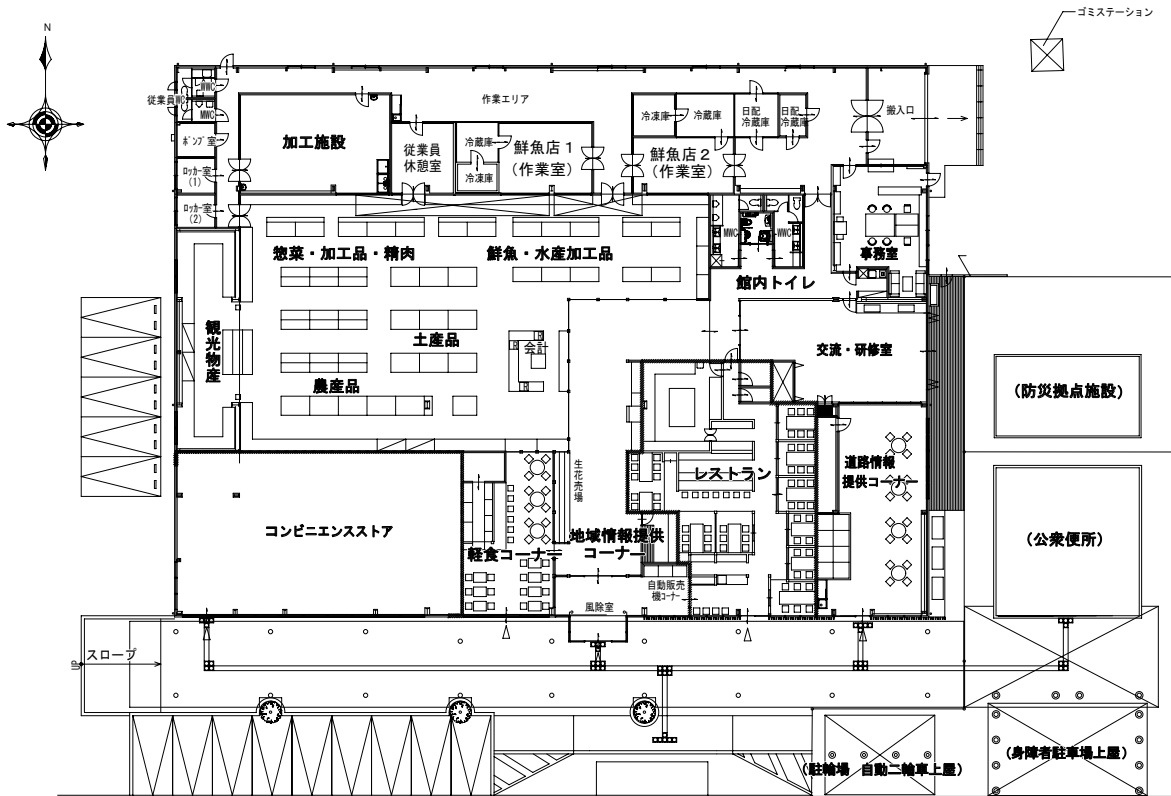 ゴミステーション
N
従業員WC
WWC
MWC
作業エリア
搬入口
ポンプ室
加工施設
従業員
休憩室
冷蔵庫
冷凍庫
鮮魚店1
(作業室)
冷凍庫
冷蔵庫
日配
冷蔵庫
日配
冷蔵庫
鮮魚店2
(作業室)
ロッカー室
(1)
ロッカー室
(2)
惣菜・加工品・精肉
鮮魚・水産加工品
MWC
WWC
館内トイレ
事務室
観光物産
土産品
会計
農産品
交流・研修室
(防災拠点施設)
レストラン
道路情報
提供コーナー
生花売場
コンビニエンスストア
軽食コーナー
地域情報提供
コーナー
(公衆便所)
自動販売
機コーナー
風除室
UP
スロープ
(駐輪場 自動二輪車上屋)
(身障者駐車場上屋)